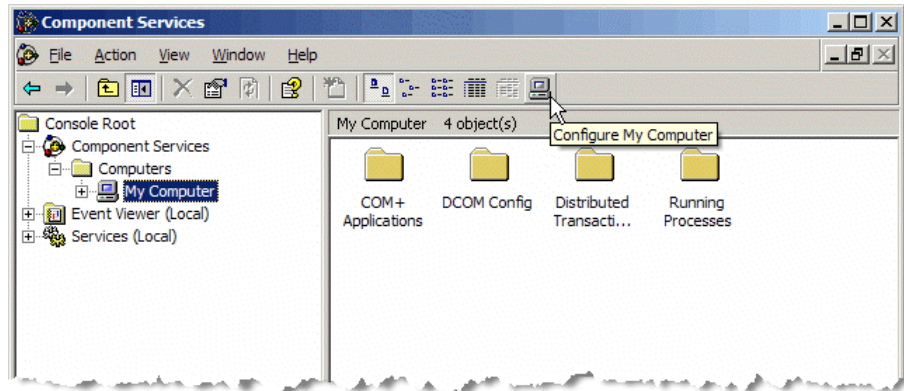 Component Services
File Action View Window Help
Console Root
Component Services
Computers
My Computer
Event Viewer (Local)
Services (Local)
My Computer 4 object(s)
Configure My Computer
COM+
Applications
DCOM Config
Distributed
Transacti...
Running
Processes